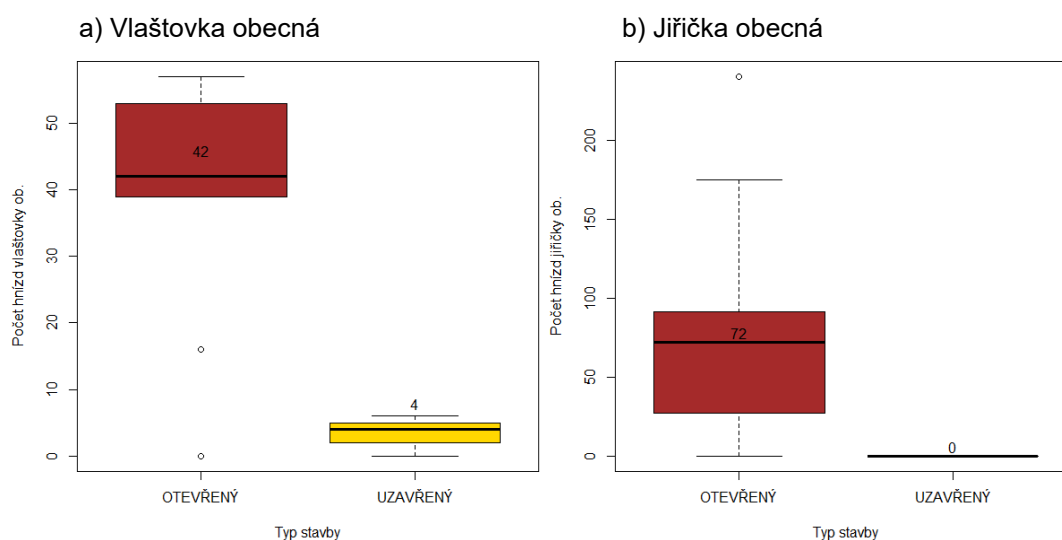 a) Vlaštovka obecná
b) Jiřička obecná
Počet hnízd vlaštovky ob.
50
40
30
20
10
0
42
4
OTEVŘENÝ
UZAVŘENÝ
Typ stavby
Počet hnízd jiřičky ob.
200
150
100
50
0
72
0
OTEVŘENÝ
UZAVŘENÝ
Typ stavby